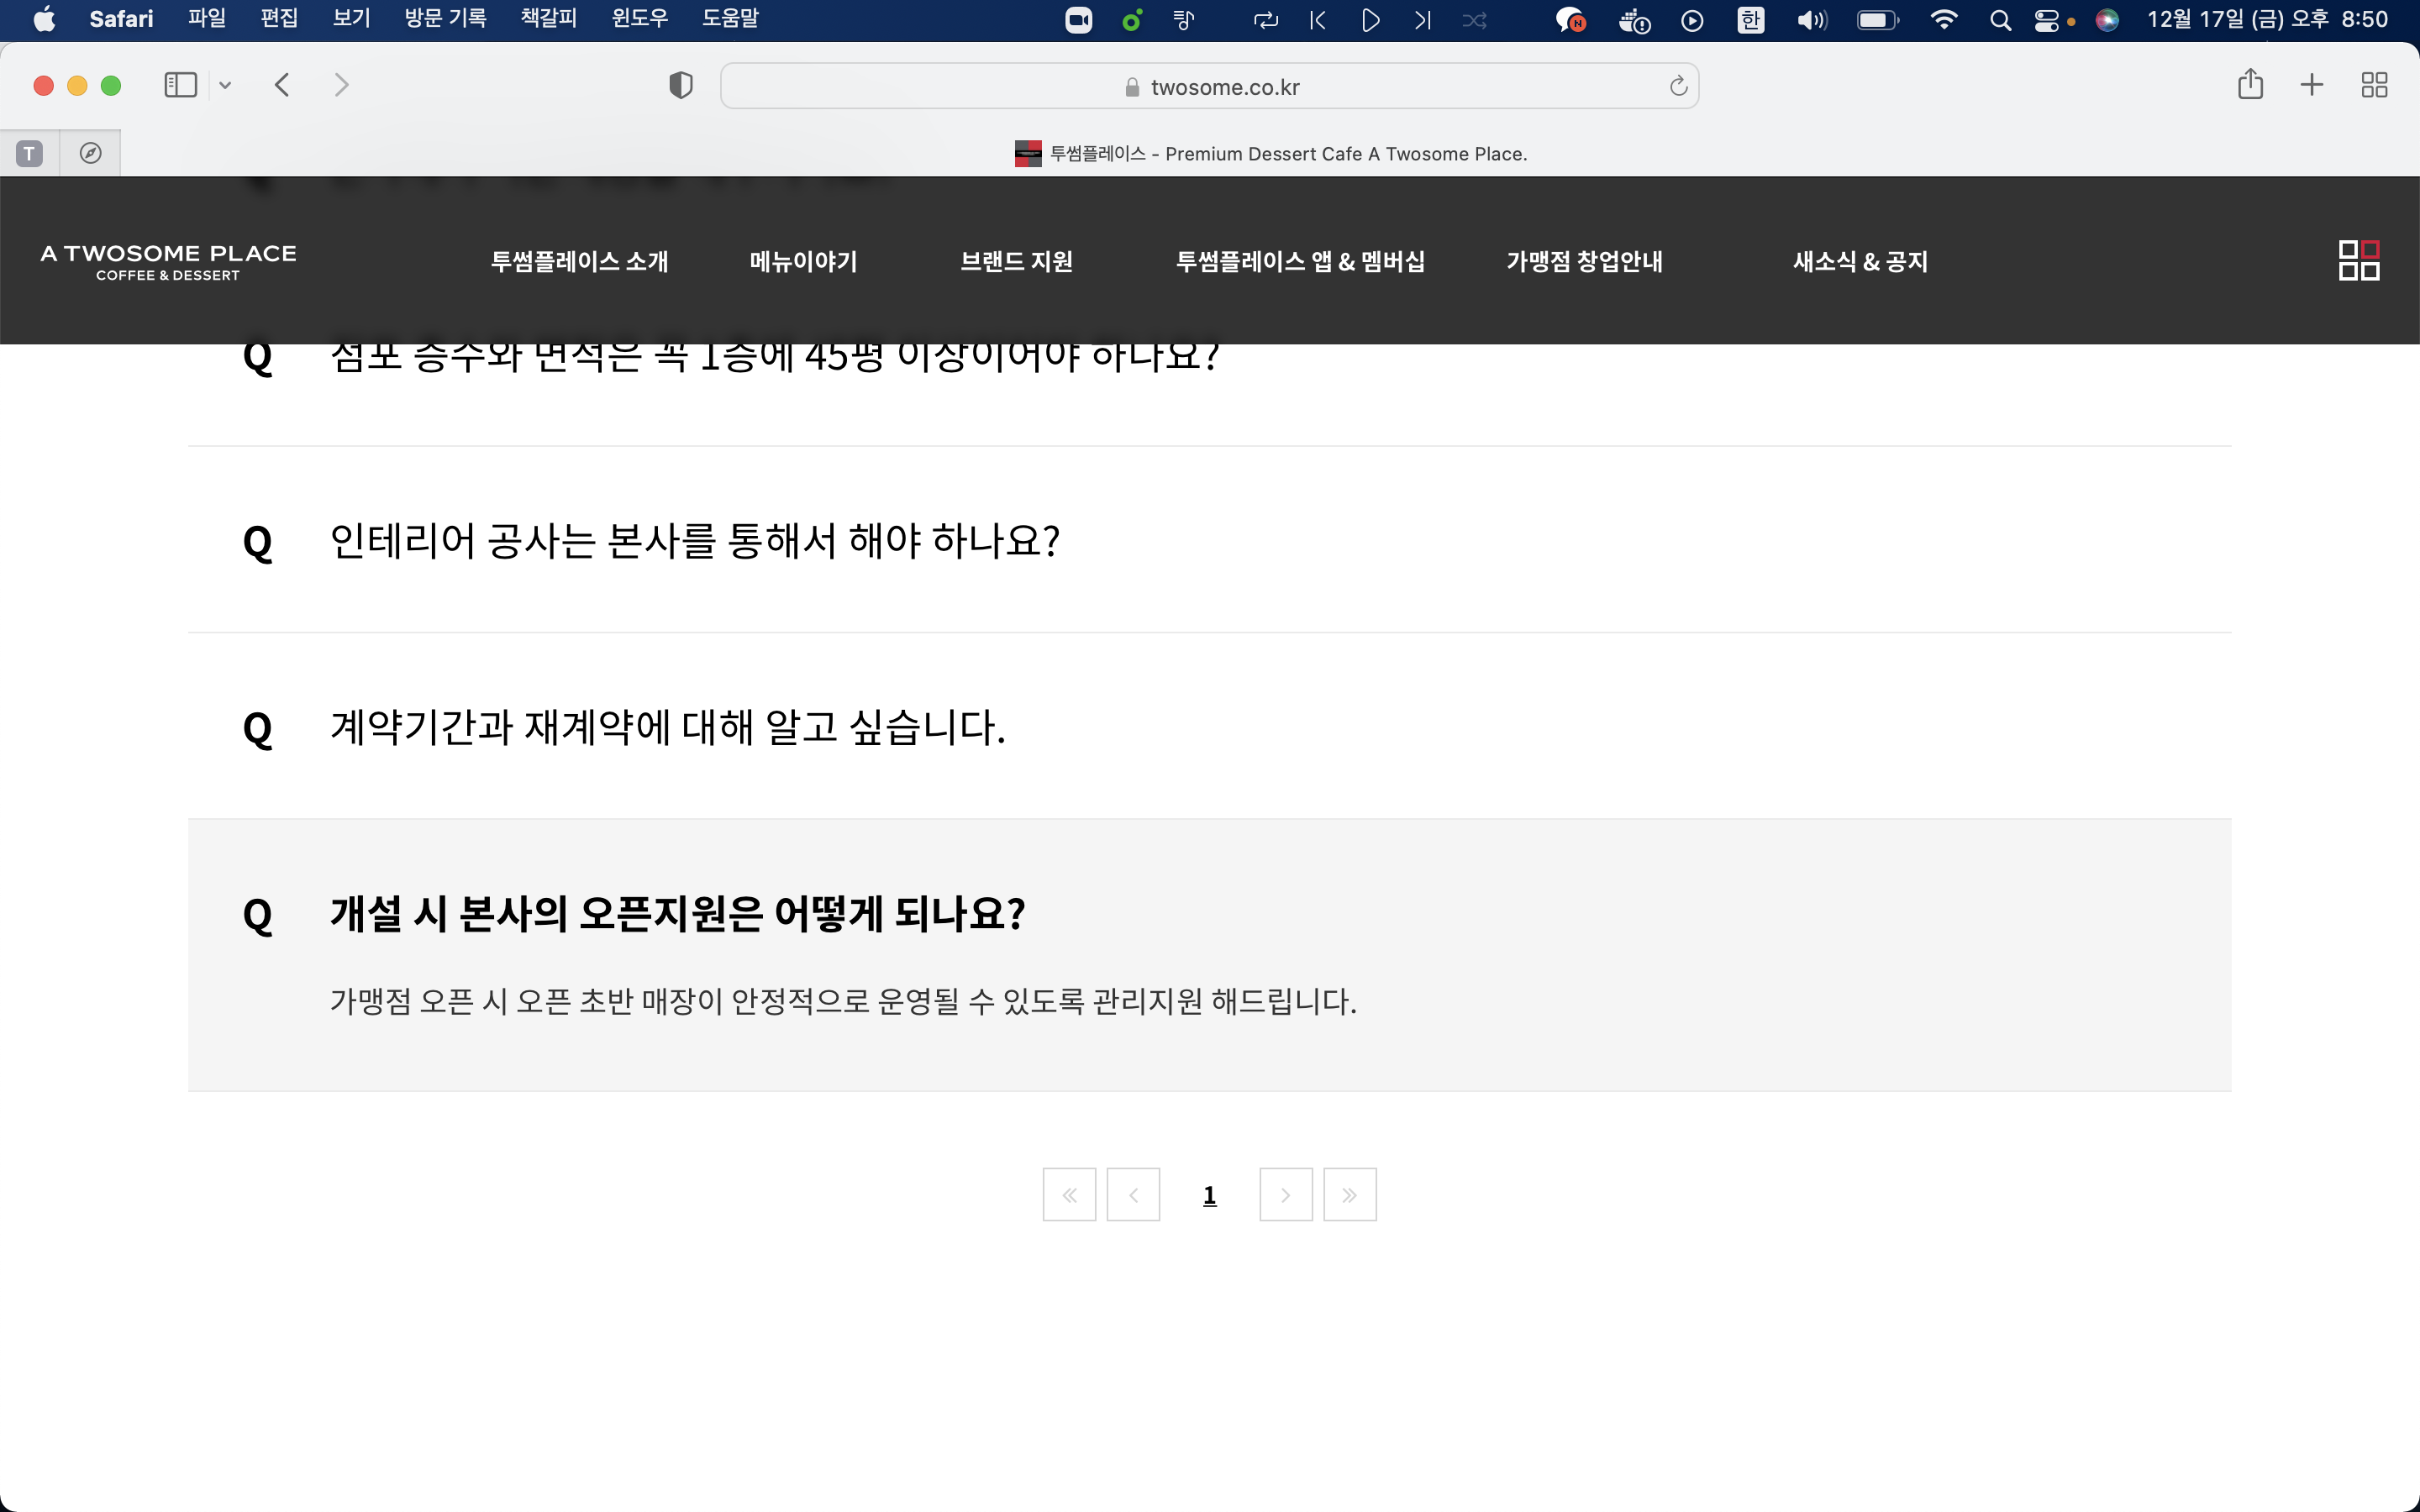 Safari 파일 편집 보기 방문 기록 책갈피 윈도우 도움말 N 한 12월 17일 (금) 오후 8:50
twosome.co.kr
T 투썸플레이스 - Premium Dessert Cafe A Twosome Place.
A TWOSOME PLACE
COFFEE & DESSERT
투썸플레이스 소개 메뉴이야기 브랜드 지원 투썸플레이스 앱 & 멤버십 가맹점 창업안내 새소식 & 공지
Q 점포 층수와 면적은 꼭 1층에 45평 이상이어야 하나요?
Q 인테리어 공사는 본사를 통해서 해야 하나요?
Q 계약기간과 재계약에 대해 알고 싶습니다.
Q 개설 시 본사의 오픈지원은 어떻게 되나요?
가맹점 오픈 시 오픈 초반 매장이 안정적으로 운영될 수 있도록 관리지원 해드립니다.
1